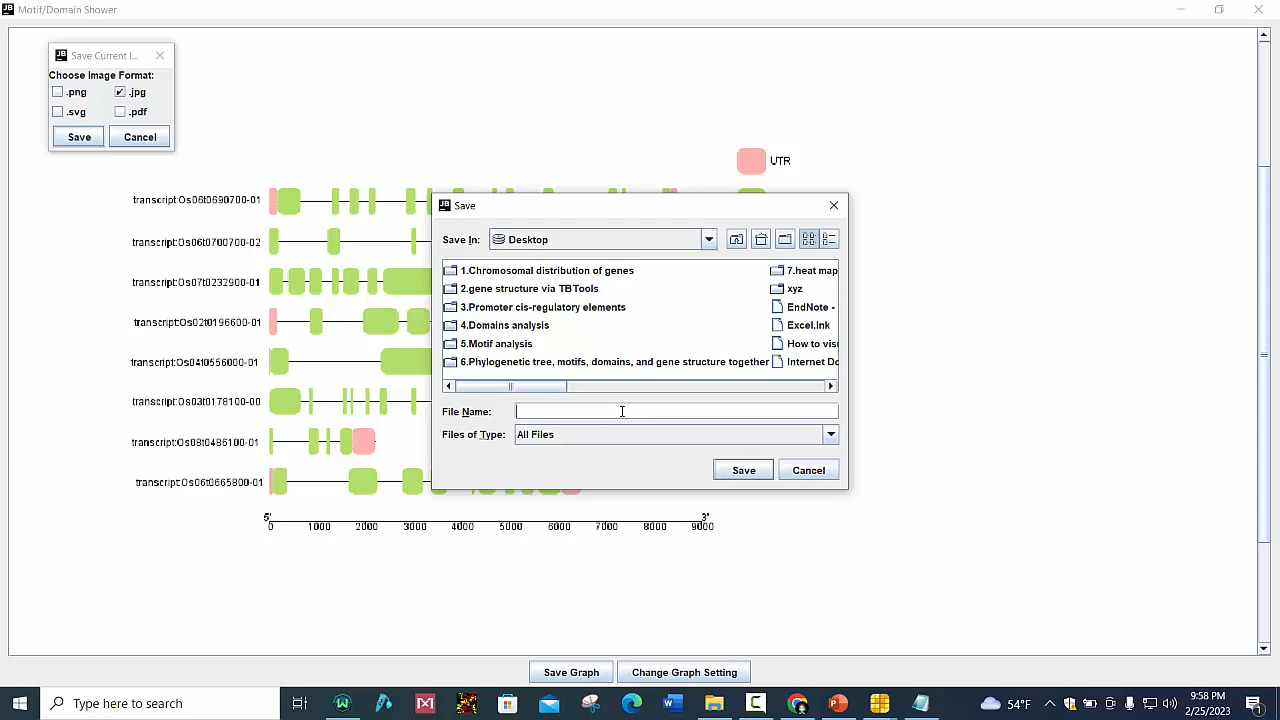 JB Motif/Domain Shower
JB Save Current I...
Choose Image Format:
.png .jpg
.svg .pdf
Save Cancel
UTR
transcript:Os06t0690700-01
transcript:Os06t0700700-02
transcript:Os07t0232900-01
transcript:Os02t0196600-01
transcript:Os04t0556000-01
transcript:Os03t0178100-00
transcript:Os08t0486100-01
transcript:Os06t0665800-01
5' 3'
0 1000 2000 3000 4000 5000 6000 7000 8000 9000
JB Save
Save In: Desktop
1.Chromosomal distribution of genes
2.gene structure via TBTools
3.Promoter cis-regulatory elements
4.Domains analysis
5.Motif analysis
6.Phylogenetic tree, motifs, domains, and gene structure together
7.heat map
xyz
EndNote -
Excel.lnk
How to visu
Internet Do
File Name:
Files of Type: All Files
Save Cancel
Save Graph Change Graph Setting
Type here to search
54°F
9:58 PM
2/25/2023